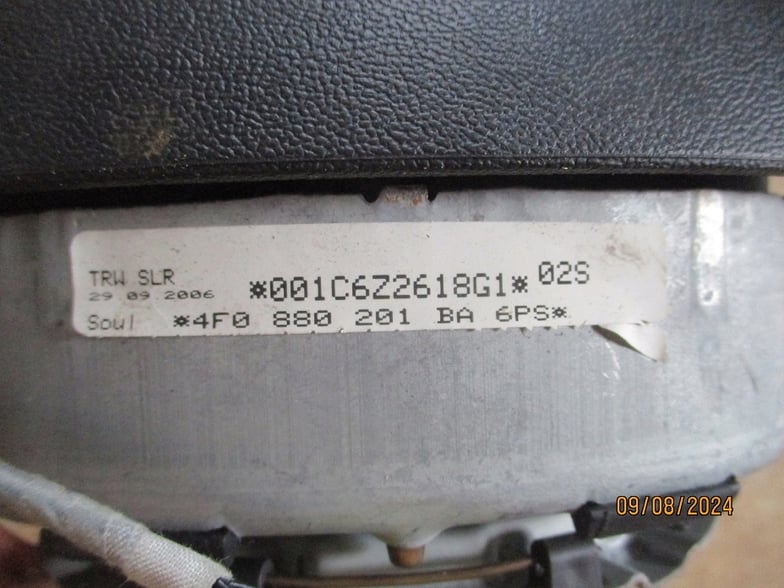 TRW SLR *001C6Z2618G1* 02S
29 09.2006
Soul *4F0 880 201 BA 6PS*
09/08/2024